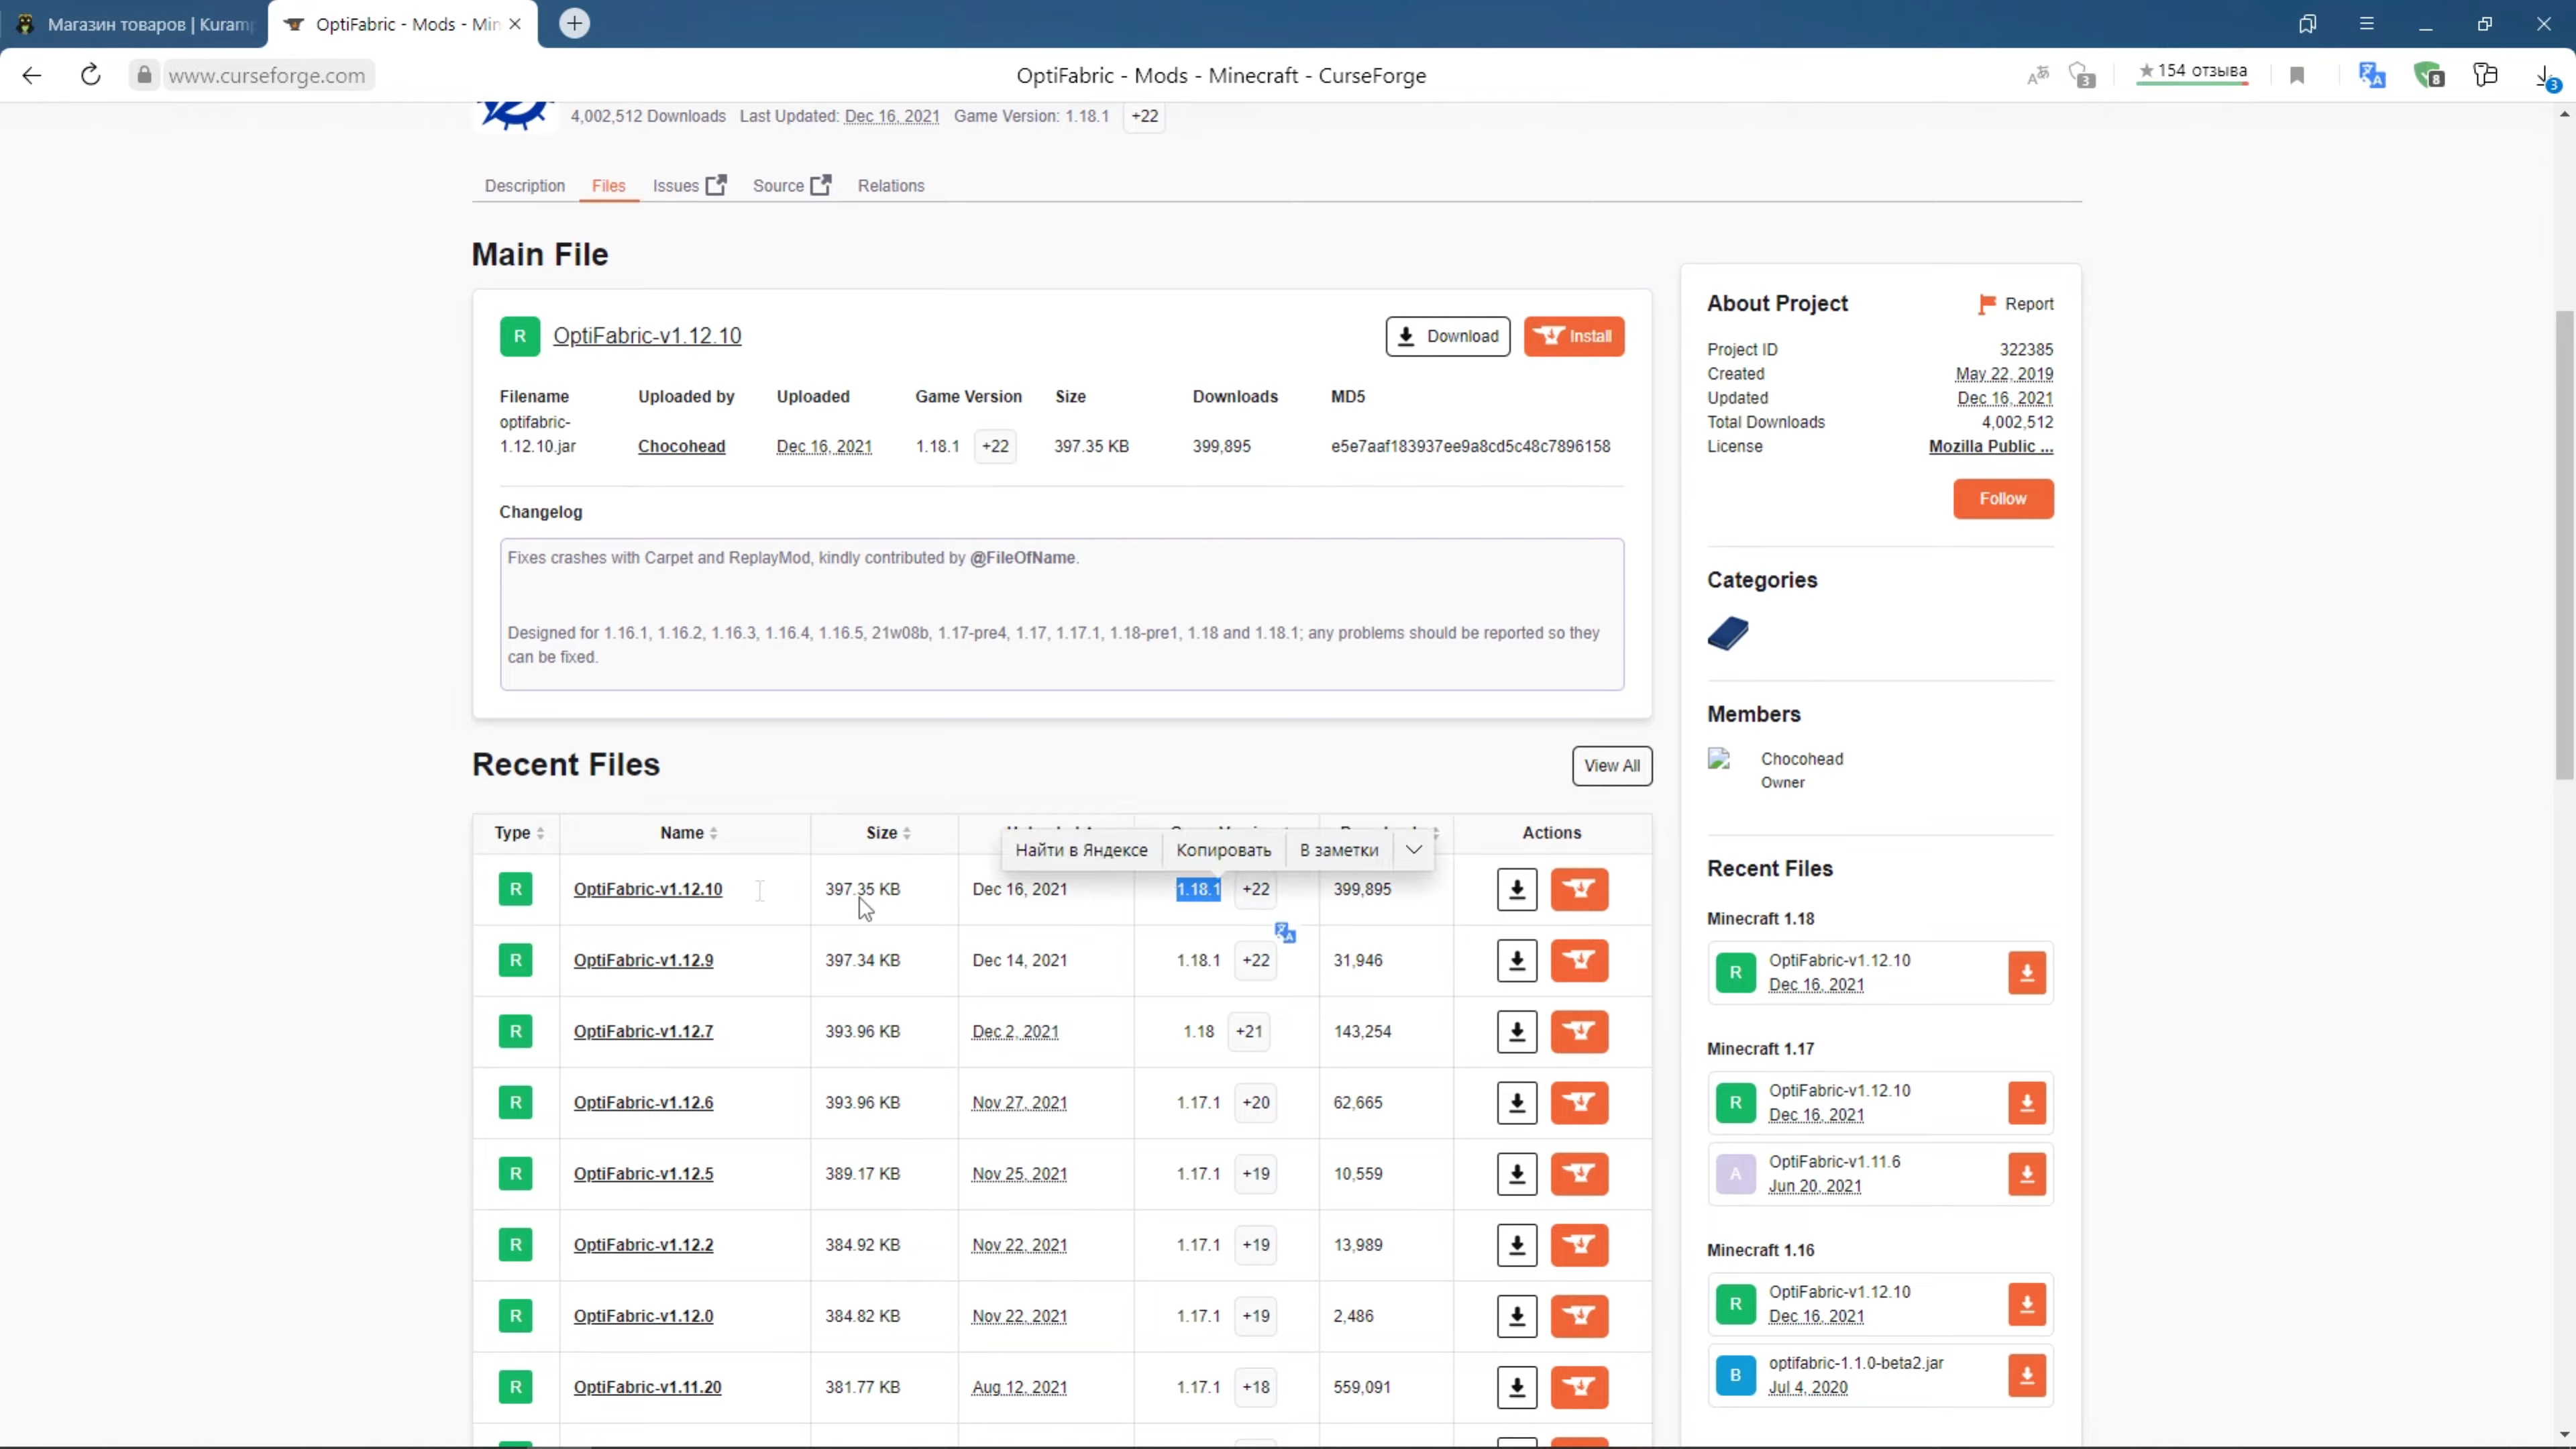 Магазин товаров | Kuramp
OptiFabric - Mods - Min
www.curseforge.com
OptiFabric - Mods - Minecraft - CurseForge
3
★ 154 отзыва
8
3
4,002,512 Downloads Last Updated: Dec 16, 2021 Game Version: 1.18.1 +22
Description Files Issues Source Relations
Main File
R OptiFabric-v1.12.10 Download Install
Filename Uploaded by Uploaded Game Version Size Downloads MD5
optifabric-
1.12.10.jar Chocohead Dec 16, 2021 1.18.1 +22 397.35 KB 399,895 e5e7aaf183937ee9a8cd5c48c7896158
Changelog
Fixes crashes with Carpet and ReplayMod, kindly contributed by @FileOfName.
Designed for 1.16.1, 1.16.2, 1.16.3, 1.16.4, 1.16.5, 21w08b, 1.17-pre4, 1.17, 1.17.1, 1.18-pre1, 1.18 and 1.18.1; any problems should be reported so they
can be fixed.
Recent Files View All
Type Name Size Actions
Найти в Яндексе Копировать В заметки
R OptiFabric-v1.12.10 397.35 KB Dec 16, 2021 1.18.1 +22 399,895
R OptiFabric-v1.12.9 397.34 KB Dec 14, 2021 1.18.1 +22 31,946
R OptiFabric-v1.12.7 393.96 KB Dec 2, 2021 1.18 +21 143,254
R OptiFabric-v1.12.6 393.96 KB Nov 27, 2021 1.17.1 +20 62,665
R OptiFabric-v1.12.5 389.17 KB Nov 25, 2021 1.17.1 +19 10,559
R OptiFabric-v1.12.2 384.92 KB Nov 22, 2021 1.17.1 +19 13,989
R OptiFabric-v1.12.0 384.82 KB Nov 22, 2021 1.17.1 +19 2,486
R OptiFabric-v1.11.20 381.77 KB Aug 12, 2021 1.17.1 +18 559,091
About Project Report
Project ID 322385
Created May 22, 2019
Updated Dec 16, 2021
Total Downloads 4,002,512
License Mozilla Public ...
Follow
Categories
Members
Chocohead
Owner
Recent Files
Minecraft 1.18
R OptiFabric-v1.12.10
Dec 16, 2021
Minecraft 1.17
R OptiFabric-v1.12.10
Dec 16, 2021
A OptiFabric-v1.11.6
Jun 20, 2021
Minecraft 1.16
R OptiFabric-v1.12.10
Dec 16, 2021
B optifabric-1.1.0-beta2.jar
Jul 4, 2020